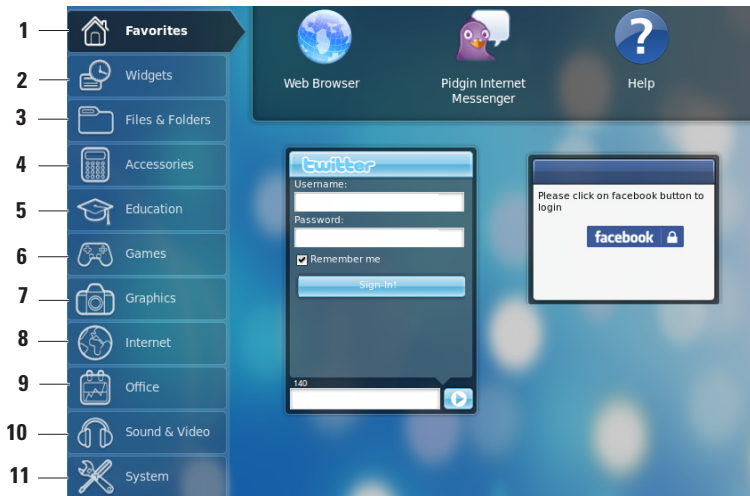 1
Favorites
2
Widgets
3
Files & Folders
4
Accessories
5
Education
6
Games
7
Graphics
8
Internet
9
Office
10
Sound & Video
11
System
Web Browser
Pidgin Internet
Messenger
?
Help
twitter
Username:
Password:
Remember me
Sign-In!
140
Please click on facebook button to
login
facebook